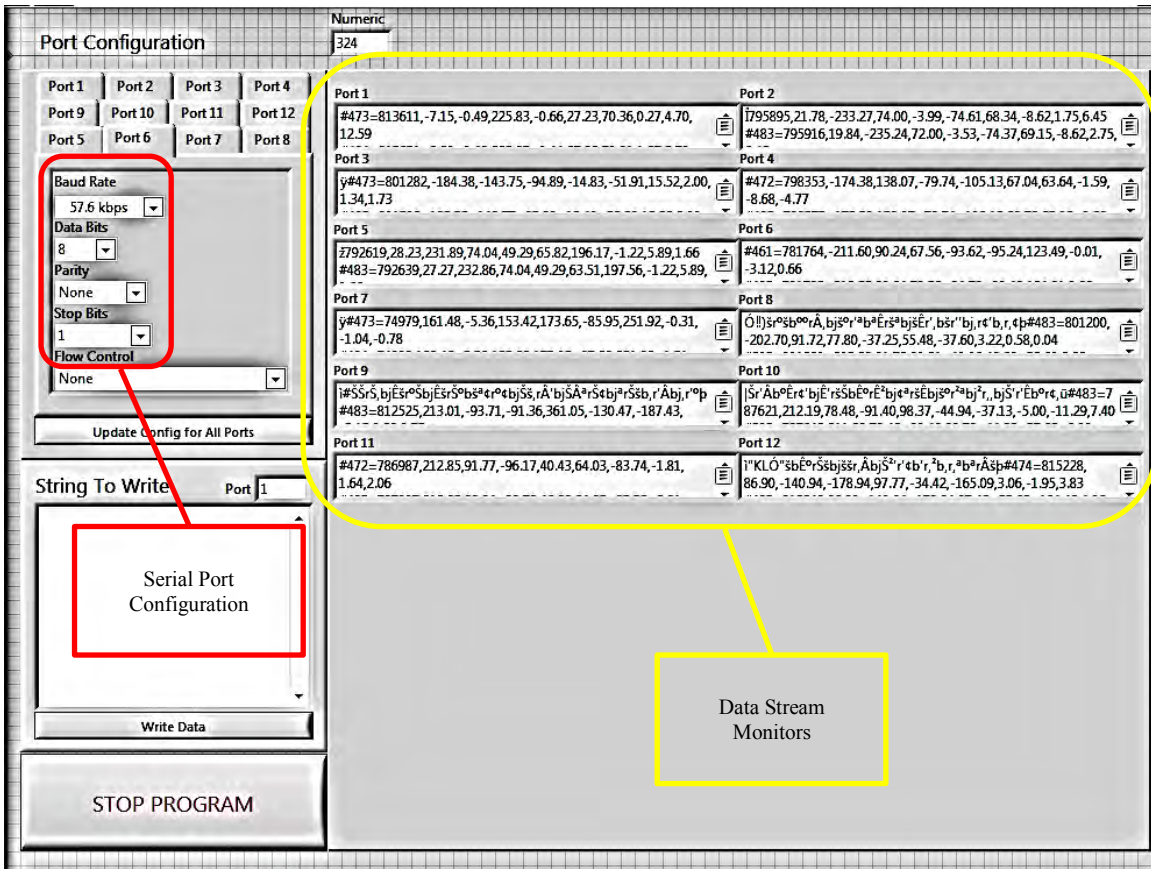 Numeric
Port Configuration
324
Port 1 Port 2 Port 3 Port 4
Port 9 Port 10 Port 11 Port 12
Port 5 Port 6 Port 7 Port 8
Baud Rate
57.6 kbps
Data Bits
8
Parity
None
Stop Bits
1
Flow Control
None
Update Config for All Ports
String To Write Port 1
Write Data
STOP PROGRAM
Serial Port
Configuration
Port 1
#473=813611,-7.15,-0.49,225.83,-0.66,27.23,70.36,0.27,4.70,
12.59
Port 2
795895,21.78,-233.27,74.00,-3.99,-74.61,68.34,-8.62,1.75,6.45
#483=795916,19.84,-235.24,72.00,-3.53,-74.37,69.15,-8.62,2.75,
Port 3
ÿ#473=801282,-184.38,-143.75,-94.89,-14.83,-51.91,15.52,2.00,
1.34,1.73
Port 4
#472=798353,-174.38,138.07,-79.74,-105.13,67.04,63.64,-1.59,
-8.68,-4.77
Port 5
792619,28.23,231.89,74.04,49.29,65.82,196.17,-1.22,5.89,1.66
#483=792639,27.27,232.86,74.04,49.29,63.51,197.56,-1.22,5.89,
Port 6
#461=781764,-211.60,90.24,67.56,-93.62,-95.24,123.49,-0.01,
-3.12,0.66
Port 7
ÿ#473=74979,161.48,-5.36,153.42,173.65,-85.95,251.92,-0.31,
-1.04,-0.78
Port 8
#483=801200,
-202.70,91.72,77.80,-37.25,55.48,-37.60,3.22,0.58,0.04
Port 9
#483=812525,213.01,-93.71,-91.36,361.05,-130.47,-187.43,
Port 10
#483=7
87621,212.19,78.48,-91.40,98.37,-44.94,-37.13,-5.00,-11.29,7.40
Port 11
#472=786987,212.85,91.77,-96.17,40.43,64.03,-83.74,-1.81,
1.64,2.06
Port 12
#474=815228,
86.90,-140.94,-178.94,97.77,-34.42,-165.09,3.06,-1.95,3.83
Data Stream
Monitors